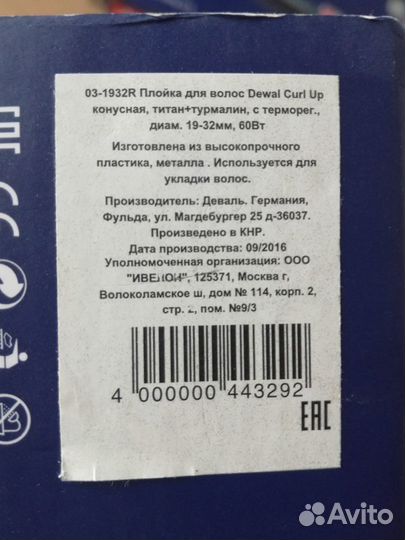 03-1932R Плойка для волос Dewal Curl Up
конусная, титан+турмалин, с терморег.,
диам. 19-32мм, 60Вт
Изготовлена из высокопрочного
пластика, металла . Используется для
укладки волос.
Производитель: Деваль. Германия,
Фульда, ул. Магдебургер 25 д-36037.
Произведено в КНР.
Дата производства: 09/2016
Уполномоченная организация: ООО
125371, Москва г,
Волоколамское ш, дом № 114, корп. 2,
стр. 2, пом. №9/3
4 000000 443292
EAC
EAC
CE
Avito